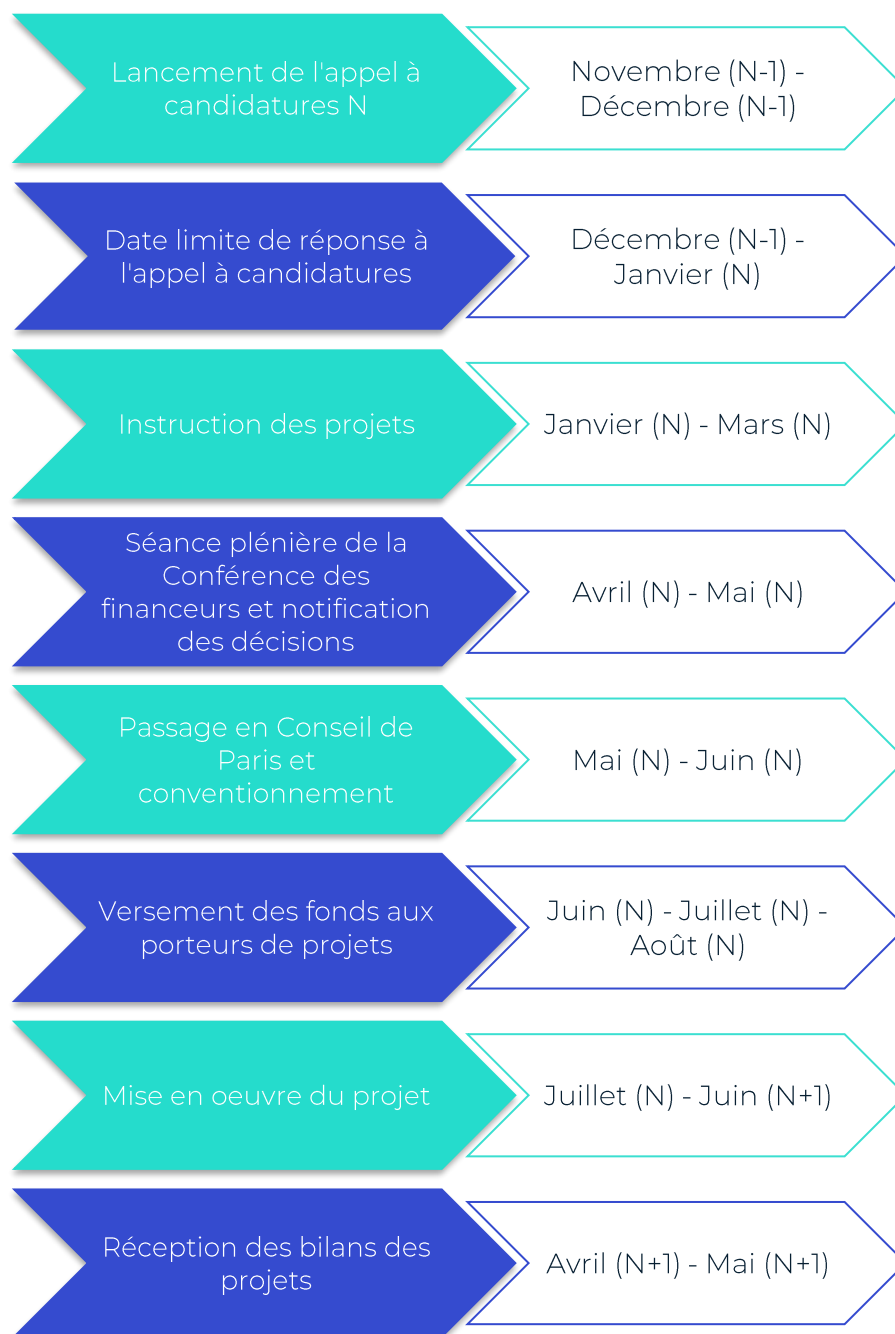 Lancement de l'appel à
candidatures N
Novembre (N-1) -
Décembre (N-1)
Date limite de réponse à
l'appel à candidatures
Décembre (N-1) -
Janvier (N)
Instruction des projets
Janvier (N) - Mars (N)
Séance plénière de la
Conférence des
financeurs et notification
des décisions
Avril (N) - Mai (N)
Passage en Conseil de
Paris et
conventionnement
Mai (N) - Juin (N)
Versement des fonds aux
porteurs de projets
Juin (N) - Juillet (N) -
Août (N)
Mise en oeuvre du projet
Juillet (N) - Juin (N+1)
Réception des bilans des
projets
Avril (N+1) - Mai (N+1)